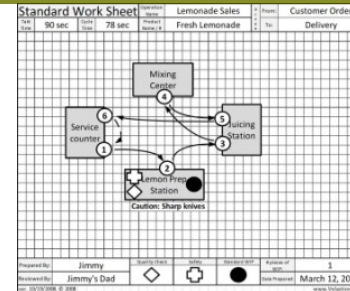 Standard Work Sheet
Operation Name
Lemonade Sales
From:
Customer Order
Takt Time
90 sec
Cycle Time
78 sec
Product Name / #
Fresh Lemonade
To:
Delivery
Mixing Center
4
6
5
Juicing Station
Service counter
3
1
2
Lemon Prep Station
Caution: Sharp knives
Prepared By:
Jimmy
Quality Check
Safety
Standard WIP
# pieces of WIP:
1
Reviewed By:
Jimmy's Dad
Date Prepared:
March 12, 20